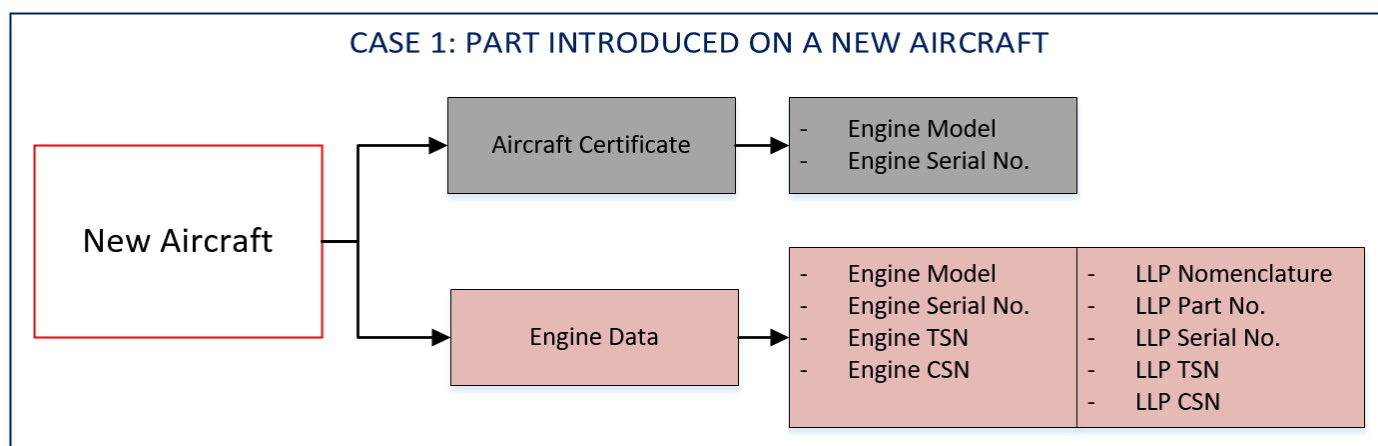 CASE 1: PART INTRODUCED ON A NEW AIRCRAFT
New Aircraft
Aircraft Certificate
- Engine Model
- Engine Serial No.
Engine Data
- Engine Model
- Engine Serial No.
- Engine TSN
- Engine CSN
- LLP Nomenclature
- LLP Part No.
- LLP Serial No.
- LLP TSN
- LLP CSN